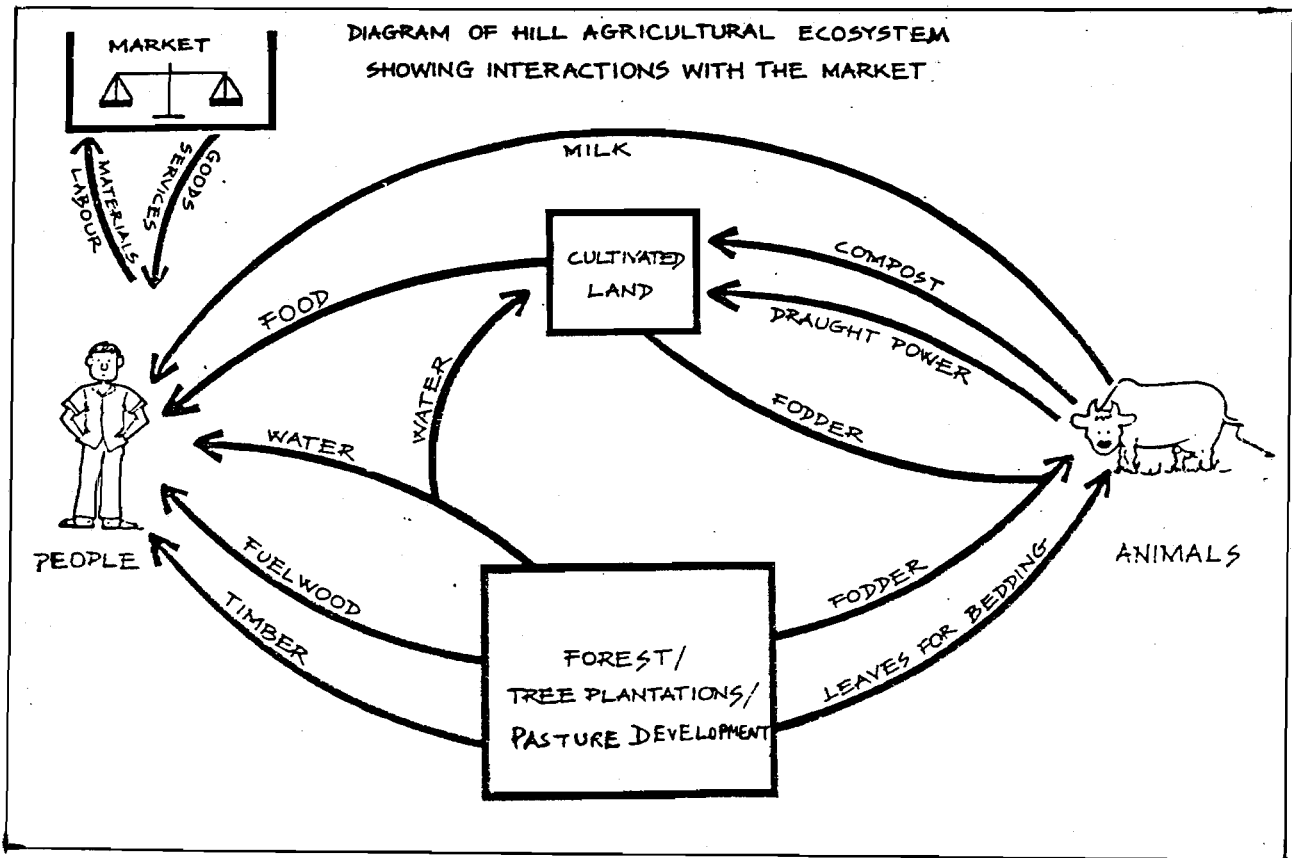 DIAGRAM OF HILL AGRICULTURAL ECOSYSTEM
SHOWING INTERACTIONS WITH THE MARKET
MARKET
MATERIALS
LABOUR
GOODS
SERVICES
MILK
CULTIVATED
LAND
COMPOST
DRAUGHT POWER
FOOD
WATER
FODDER
WATER
FUELWOOD
TIMBER
PEOPLE
FODDER
LEAVES FOR BEDDING
ANIMALS
FOREST/
TREE PLANTATIONS/
PASTURE DEVELOPMENT